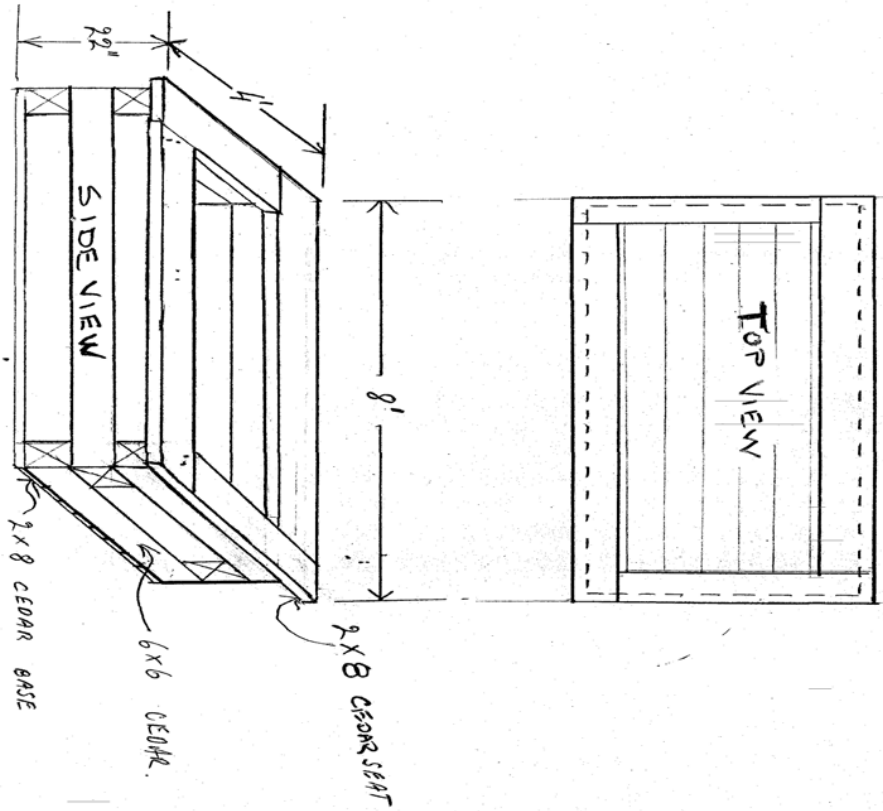 22"
4'
8'
SIDE VIEW
TOP VIEW
2x8 CEDAR SEAT
6x6 CEDAR.
2x8 CEDAR BASE